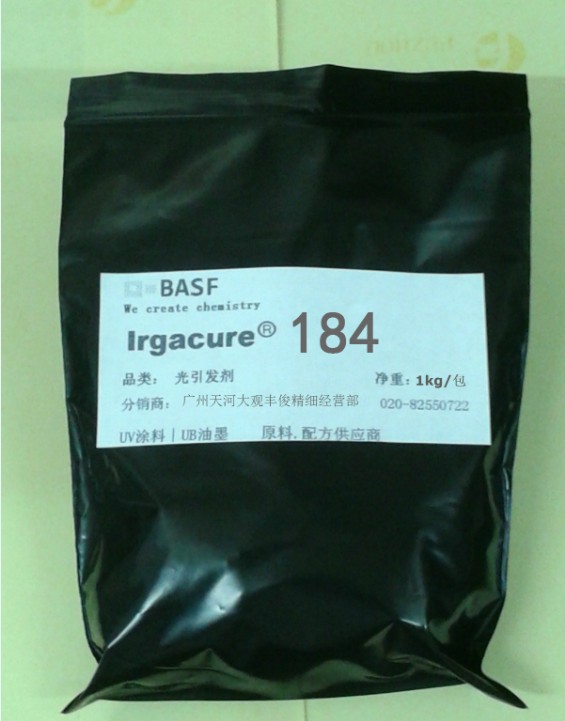 BASF
We create chemistry
Irgacure® 184
品类： 光引发剂 净重：1kg/包
分销商： 广州天河大观丰俊精细经营部 020-82550722
UV涂料｜UB油墨 原料.配方供应商